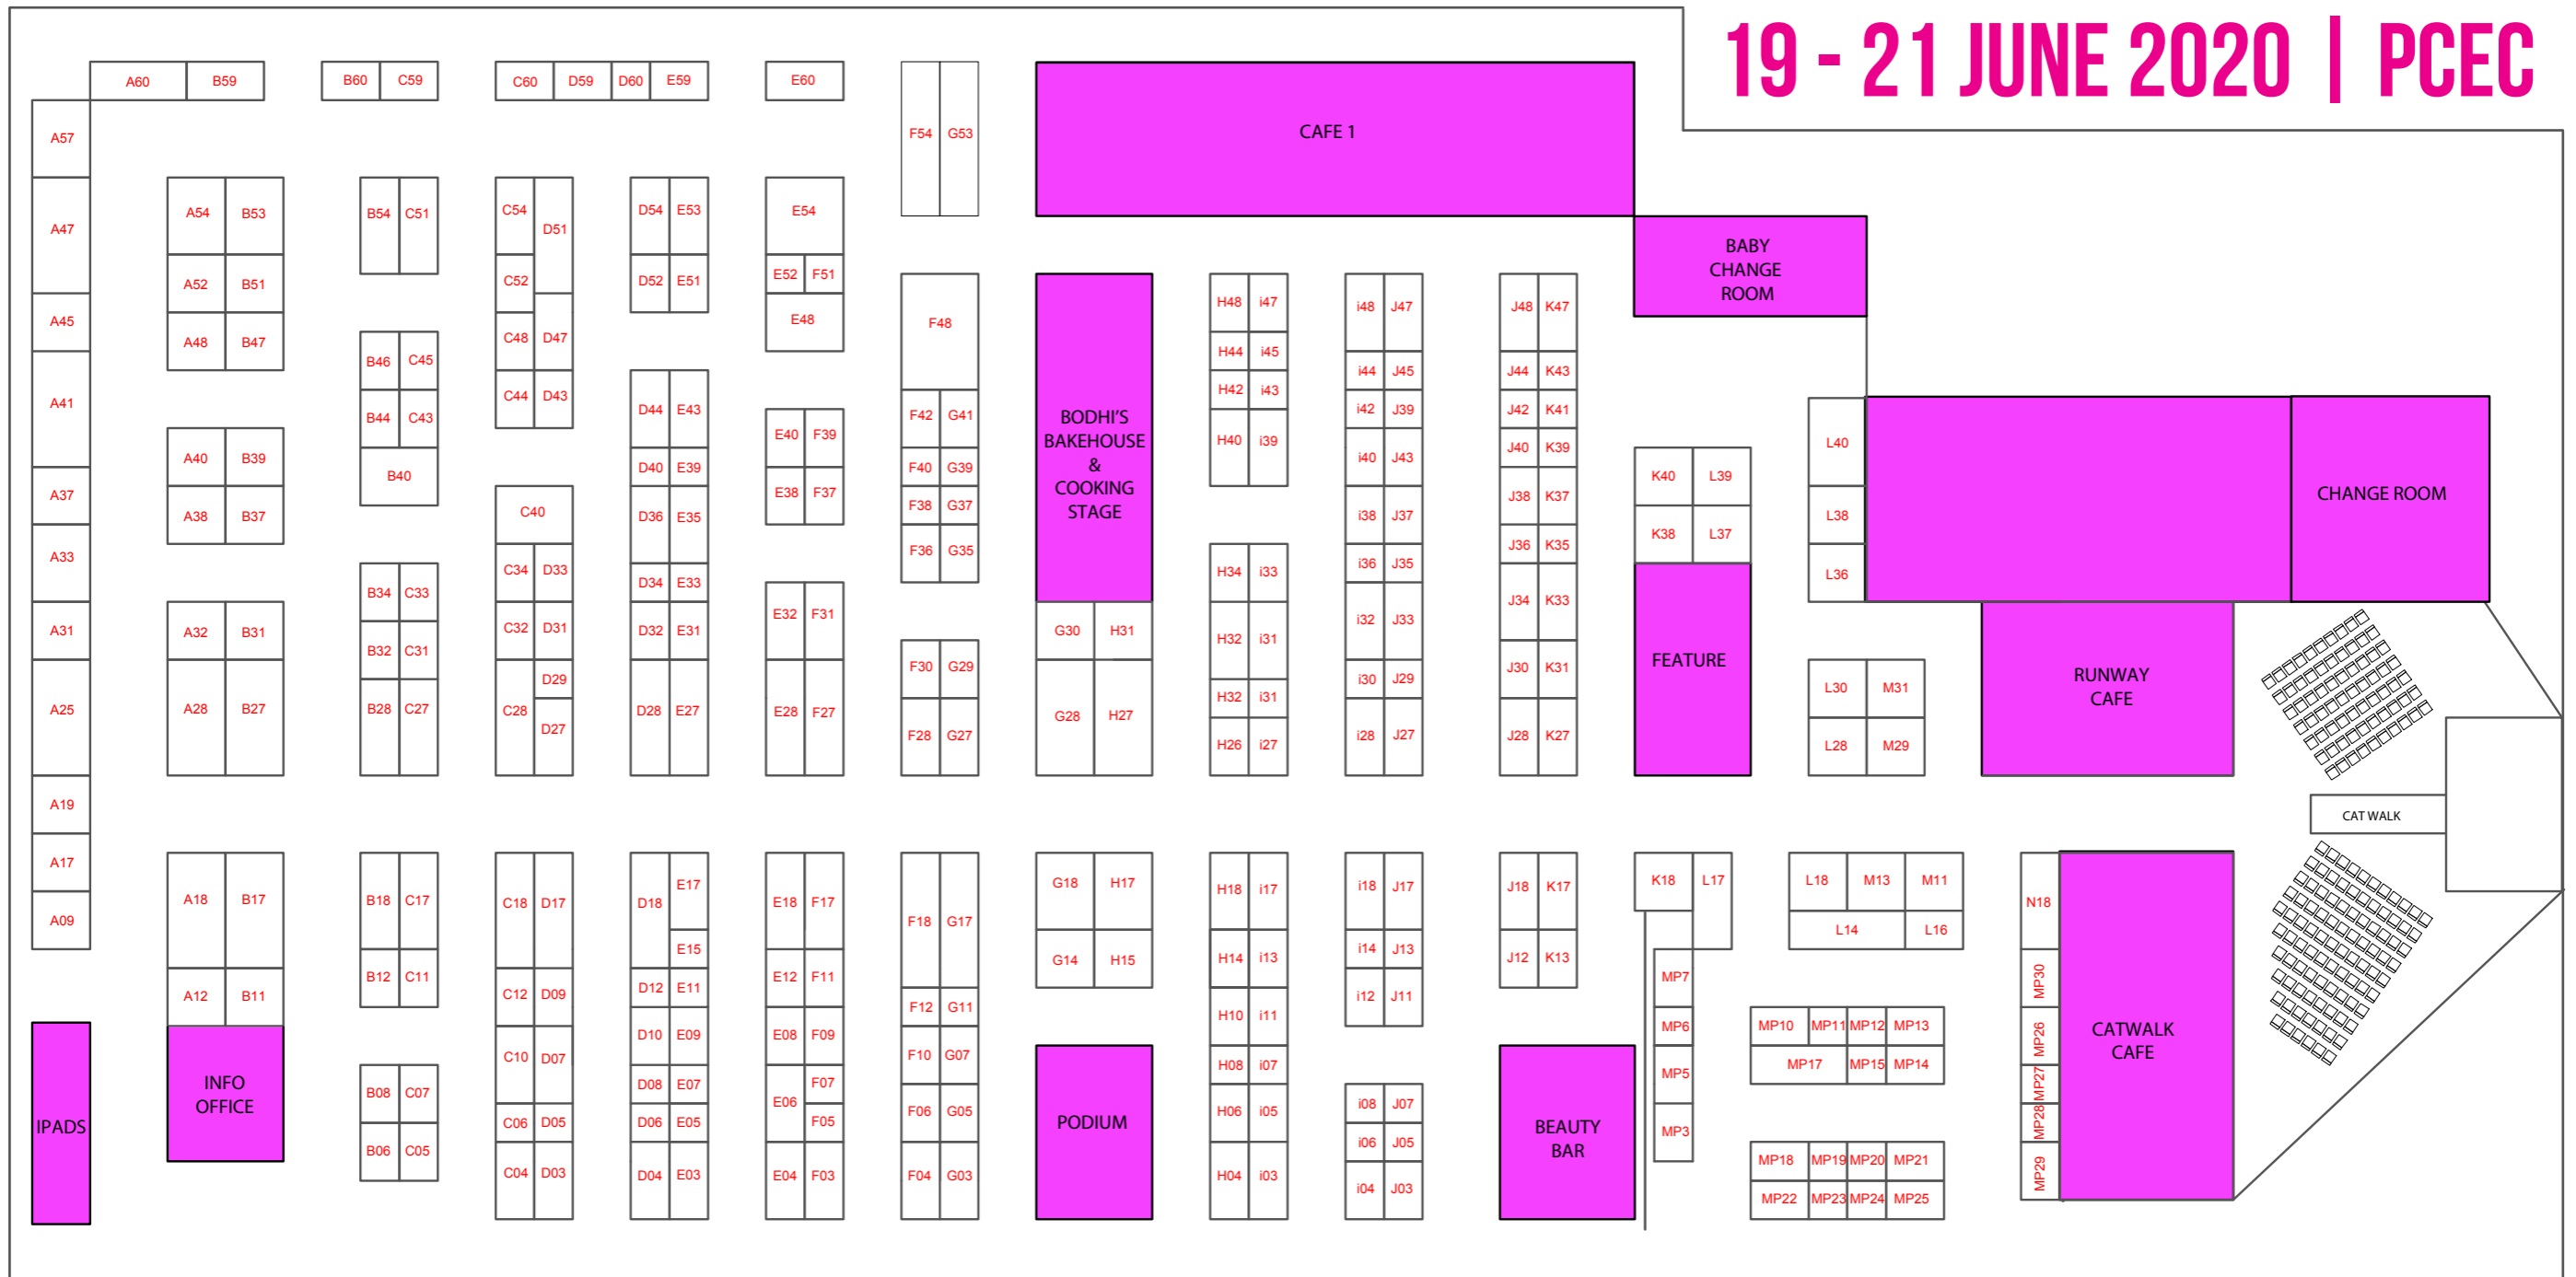 19 - 21 JUNE 2020 | PCEC
A60 B59 B60 C59 C60 D59 D60 E59 E60
F54 G53
CAFE 1
A57
A47
A45
A41
A37
A33
A31
A25
A19
A17
A09
IPADS
A54 B53
A52 B51
A48 B47
A40 B39
A38 B37
A32 B31
A28 B27
A18 B17
A12 B11
INFO
OFFICE
B54 C51
B46 C45
B44 C43
B40
B34 C33
B32 C31
B28 C27
B18 C17
B12 C11
B08 C07
B06 C05
C54 D51
C52
C48 D47
C44 D43
C40
C34 D33
C32 D31
D29
C28
D27
C18 D17
C12 D09
C10 D07
C06 D05
C04 D03
D54 E53
D52 E51
D44 E43
D40 E39
D36 E35
D34 E33
D32 E31
D28 E27
E17
D18
E15
D12 E11
D10 E09
D08 E07
D06 E05
D04 E03
E54
E52 F51
E48
E40 F39
E38 F37
E32 F31
E28 F27
E18 F17
E12 F11
E08 F09
F07
E06
F05
E04 F03
F48
F42 G41
F40 G39
F38 G37
F36 G35
F30 G29
F28 G27
F18 G17
F12 G11
F10 G07
F06 G05
F04 G03
BODHI'S
BAKEHOUSE
&
COOKING
STAGE
G30 H31
G28 H27
G18 H17
G14 H15
PODIUM
H48 i47
H44 i45
H42 i43
H40 i39
H34 i33
H32 i31
H32 i31
H26 i27
H18 i17
H14 i13
H10 i11
H08 i07
H06 i05
H04 i03
i48 J47
i44 J45
i42 J39
i40 J43
i38 J37
i36 J35
i32 J33
i30 J29
i28 J27
i18 J17
i14 J13
i12 J11
i08 J07
i06 J05
i04 J03
J48 K47
J44 K43
J42 K41
J40 K39
J38 K37
J36 K35
J34 K33
J30 K31
J28 K27
J18 K17
J12 K13
BEAUTY
BAR
BABY
CHANGE
ROOM
K40 L39
K38 L37
FEATURE
L40
L38
L36
CHANGE ROOM
RUNWAY
CAFE
L30 M31
L28 M29
CAT WALK
K18 L17
MP7
MP6
MP5
MP3
L18 M13 M11
L14 L16
MP10 MP11 MP12 MP13
MP17 MP15 MP14
MP18 MP19 MP20 MP21
MP22 MP23 MP24 MP25
N18
MP30
MP26
MP27
MP28
MP29
CATWALK
CAFE